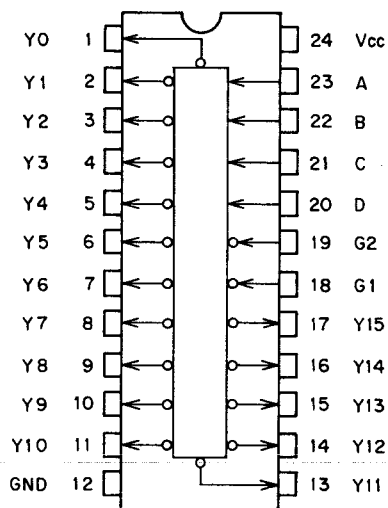 Y0 1 24 Vcc
Y1 2 23 A
Y2 3 22 B
Y3 4 21 C
Y4 5 20 D
Y5 6 19 G2
Y6 7 18 G1
Y7 8 17 Y15
Y8 9 16 Y14
Y9 10 15 Y13
Y10 11 14 Y12
GND 12 13 Y11